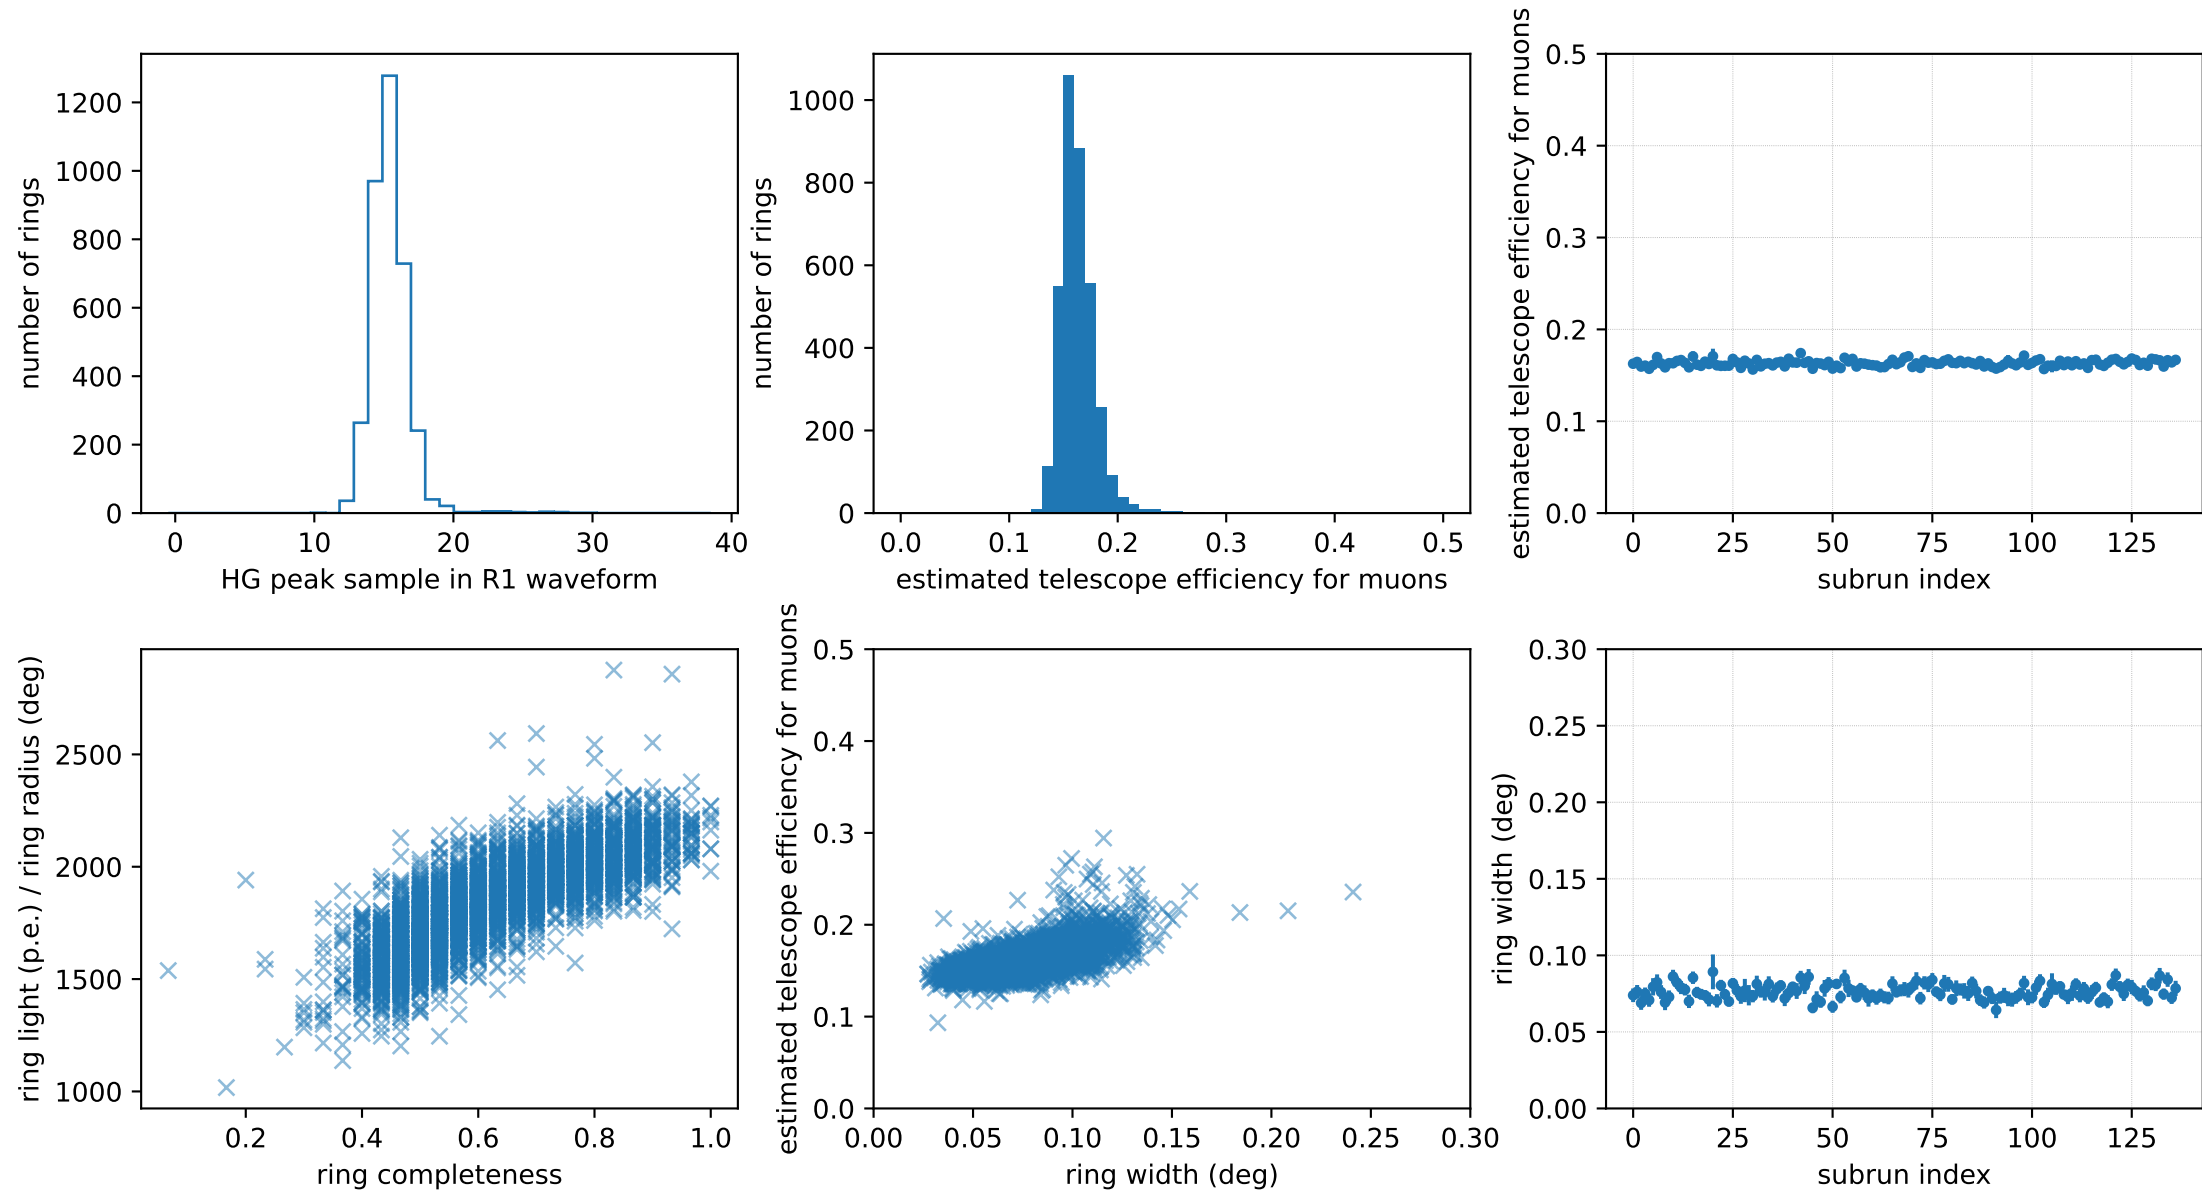 number of rings
1200
1000
800
600
400
200
0
0 10 20 30 40
HG peak sample in R1 waveform
number of rings
1000
800
600
400
200
0
0.0 0.1 0.2 0.3 0.4 0.5
estimated telescope efficiency for muons
estimated telescope efficiency for muons
0.5
0.4
0.3
0.2
0.1
0.0
0 25 50 75 100 125
subrun index
ring light (p.e.) / ring radius (deg)
2500
2000
1500
1000
0.2 0.4 0.6 0.8 1.0
ring completeness
estimated telescope efficiency for muons
0.5
0.4
0.3
0.2
0.1
0.0
0.00 0.05 0.10 0.15 0.20 0.25 0.30
ring width (deg)
ring width (deg)
0.30
0.25
0.20
0.15
0.10
0.05
0.00
0 25 50 75 100 125
subrun index